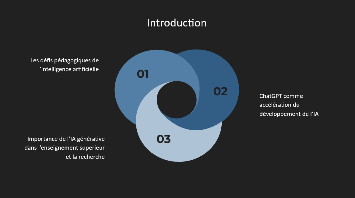 Introduction
Les défis pédagogiques de
l'intelligence artificielle
01
02
ChatGPT comme
accélération du
développement de l'IA
03
Importance de l'IA générative
dans l'enseignement supérieur
et la recherche